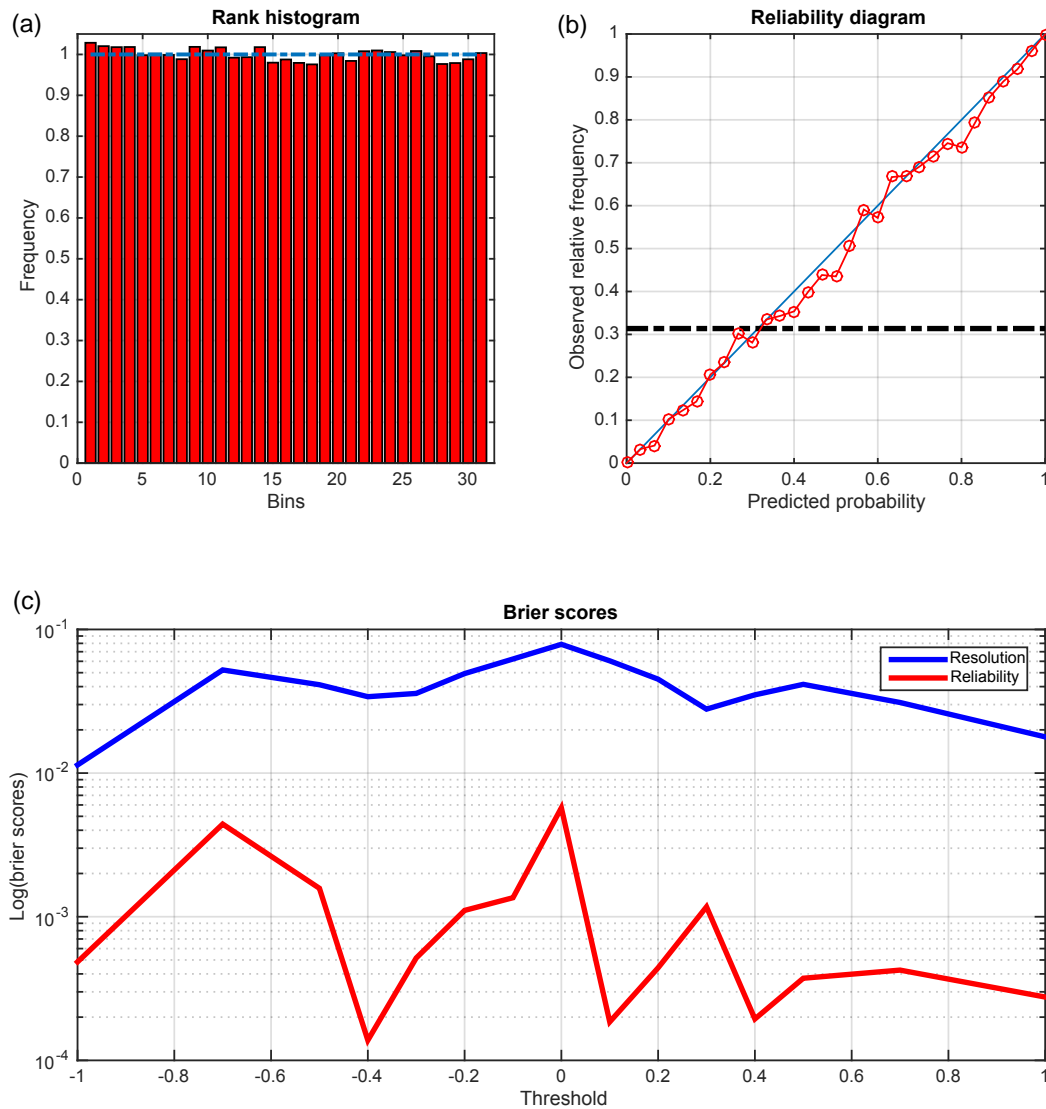 (a)
Rank histogram
Frequency
1
0.9
0.8
0.7
0.6
0.5
0.4
0.3
0.2
0.1
0
0 5 10 15 20 25 30
Bins
(b)
Reliability diagram
Observed relative frequency
1
0.9
0.8
0.7
0.6
0.5
0.4
0.3
0.2
0.1
0
0 0.2 0.4 0.6 0.8 1
Predicted probability
(c)
Brier scores
Log(brier scores)
10^-1
10^-2
10^-3
10^-4
Resolution
Reliability
-1 -0.8 -0.6 -0.4 -0.2 0 0.2 0.4 0.6 0.8 1
Threshold